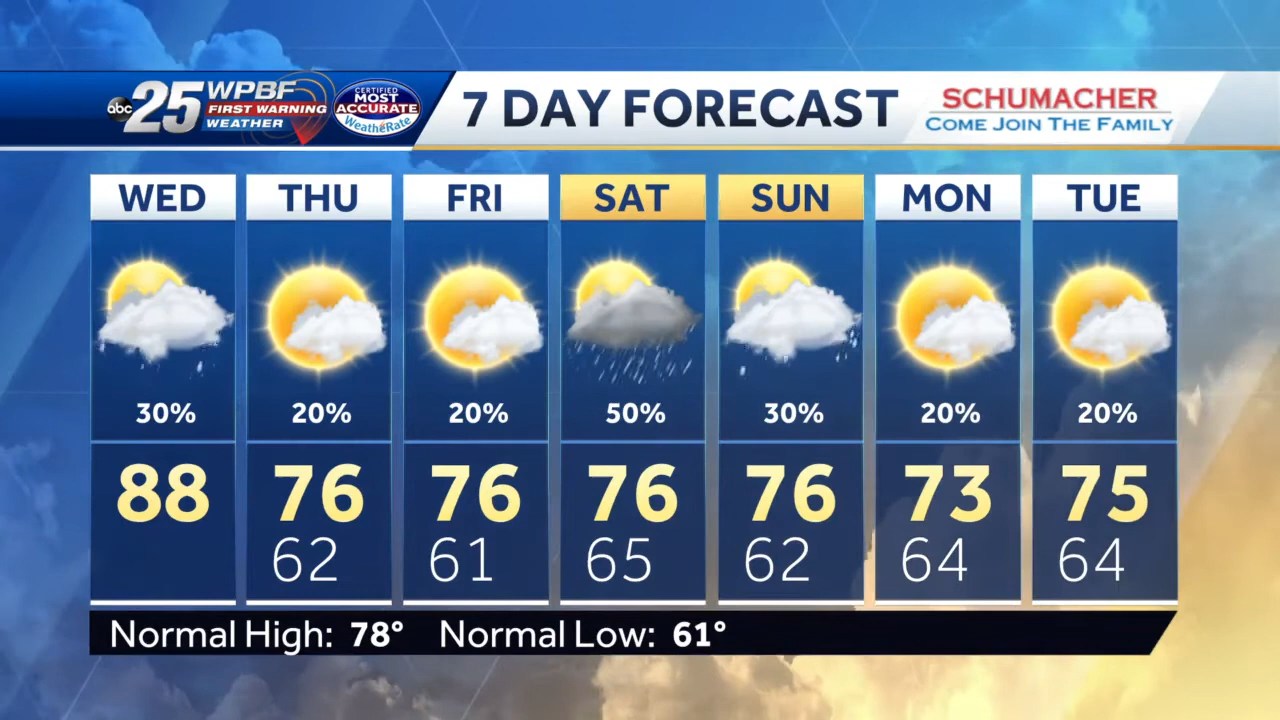 abc 25 WPBF
FIRST WARNING
WEATHER
CERTIFIED
MOST
ACCURATE
WeatheRate
7 DAY FORECAST
SCHUMACHER
COME JOIN THE FAMILY
WED THU FRI SAT SUN MON TUE
30% 20% 20% 50% 30% 20% 20%
88 76 76 76 76 73 75
62 61 65 62 64 64
Normal High: 78° Normal Low: 61°